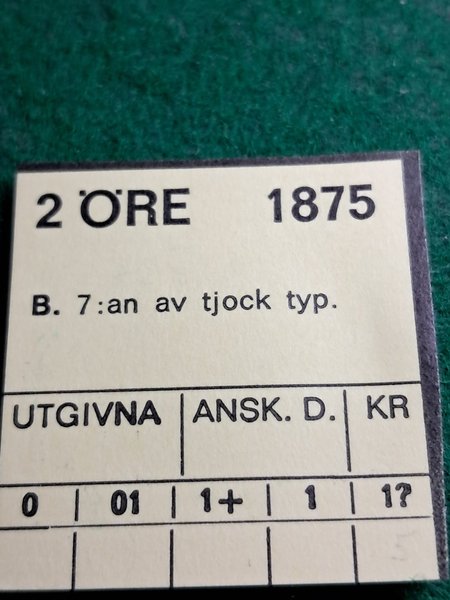 2 ÖRE 1875
B. 7:an av tjock typ.
UTGIVNA ANSK. D. KR
0 01 1+ 1 1?